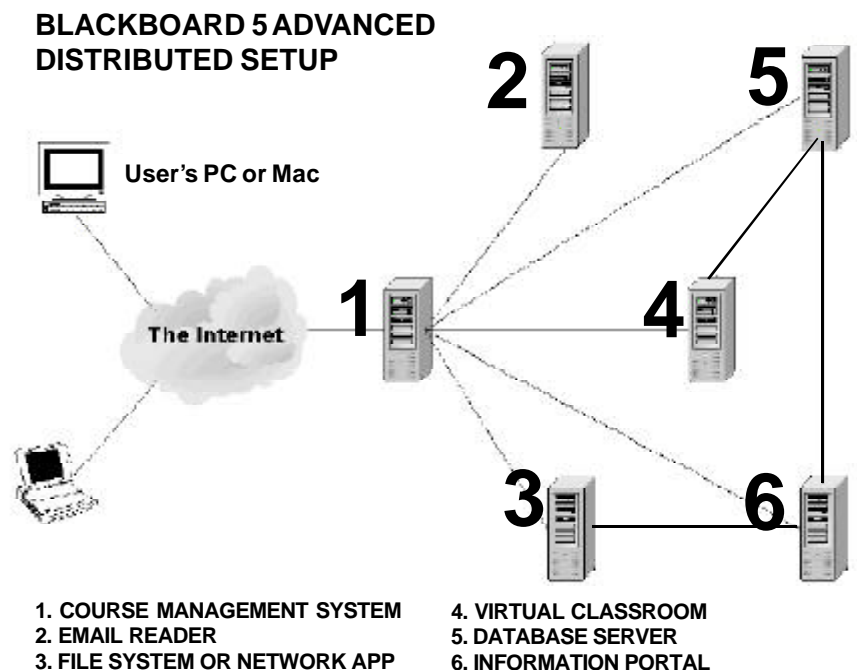 BLACKBOARD 5 ADVANCED
DISTRIBUTED SETUP
2
5
User's PC or Mac
1
4
The Internet
3
6
1. COURSE MANAGEMENT SYSTEM
2. EMAIL READER
3. FILE SYSTEM OR NETWORK APP
4. VIRTUAL CLASSROOM
5. DATABASE SERVER
6. INFORMATION PORTAL